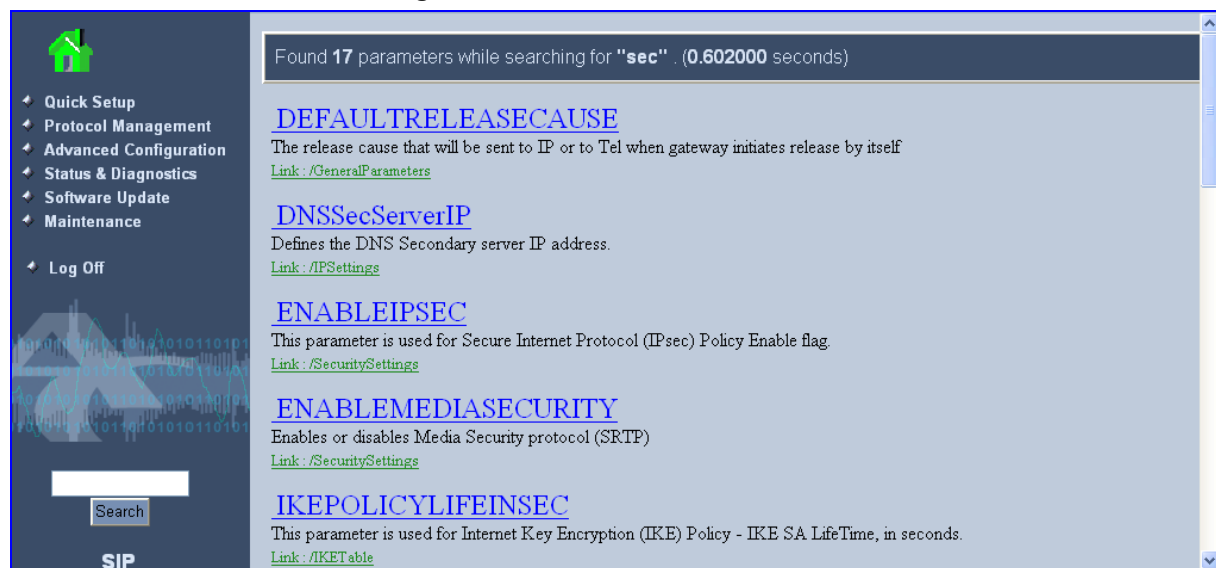 Found 17 parameters while searching for "sec" . (0.602000 seconds)
Quick Setup
Protocol Management
Advanced Configuration
Status & Diagnostics
Software Update
Maintenance
Log Off
Search
SIP
DEFAULTRELEASECAUSE
The release cause that will be sent to IP or to Tel when gateway initiates release by itself
Link : /GeneralParameters
DNSSecServerIP
Defines the DNS Secondary server IP address.
Link : /IPSettings
ENABLEIPSEC
This parameter is used for Secure Internet Protocol (IPsec) Policy Enable flag.
Link : /SecuritySettings
ENABLEMEDIASECURITY
Enables or disables Media Security protocol (SRTP)
Link : /SecuritySettings
IKEPOLICYLIFEINSEC
This parameter is used for Internet Key Encryption (IKE) Policy - IKE SA LifeTime, in seconds.
Link : /IKETable